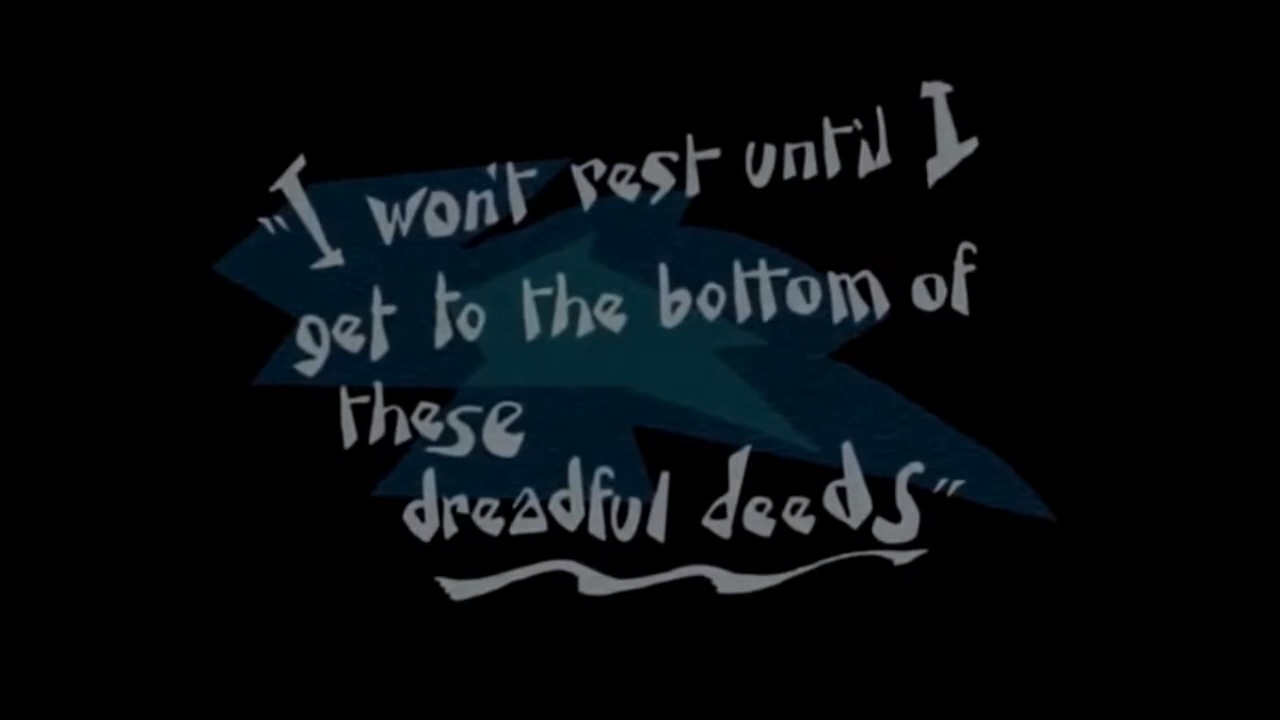 "I won't rest until I
get to the bottom of
these
dreadful deeds"